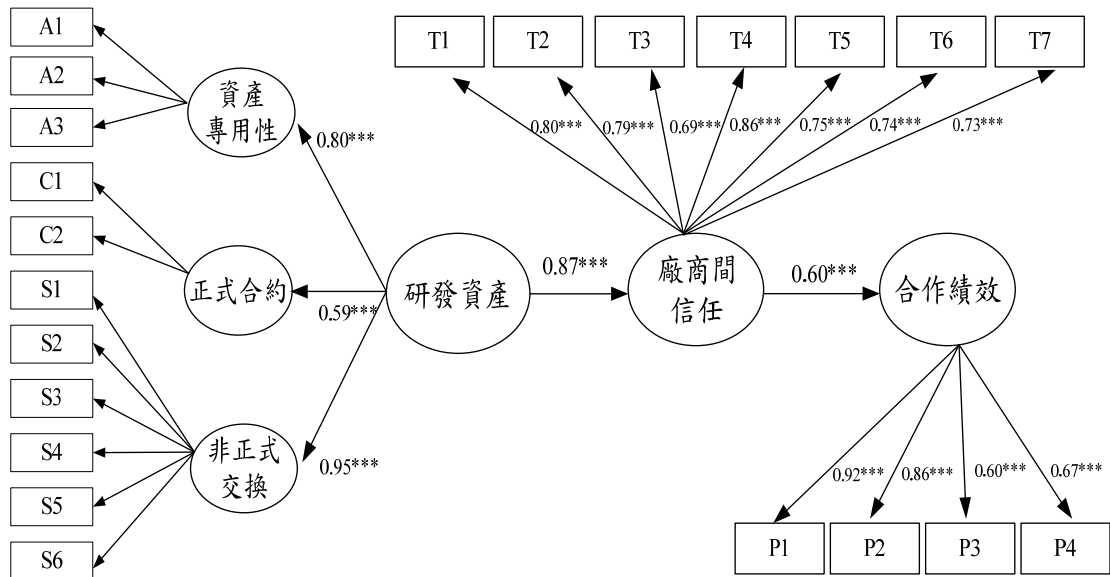 A1
A2
A3
C1
C2
S1
S2
S3
S4
S5
S6
資產
專用性
正式合約
非正式
交換
0.80***
0.59***
0.95***
研發資產
0.87***
廠商間
信任
0.60***
合作績效
T1
T2
T3
T4
T5
T6
T7
0.80***
0.79***
0.69***
0.86***
0.75***
0.74***
0.73***
0.92***
0.86***
0.60***
0.67***
P1
P2
P3
P4